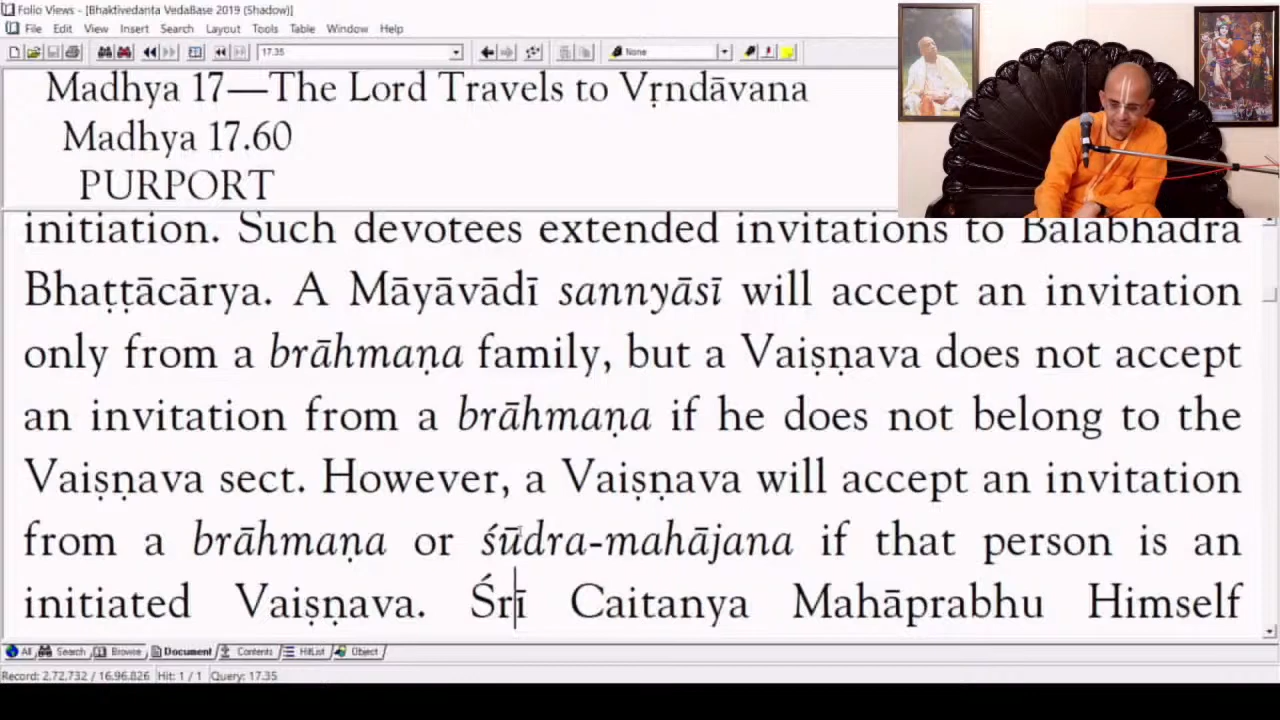 Folio Views - [Bhaktivedanta VedaBase 2019 (Shadow)]
File Edit View Insert Search Layout Tools Table Window Help
17.35 None
Madhya 17—The Lord Travels to Vṛndāvana
Madhya 17.60
PURPORT
initiation. Such devotees extended invitations to Balabhadra
Bhaṭṭācārya. A Māyāvādī sannyāsī will accept an invitation
only from a brāhmaṇa family, but a Vaiṣṇava does not accept
an invitation from a brāhmaṇa if he does not belong to the
Vaiṣṇava sect. However, a Vaiṣṇava will accept an invitation
from a brāhmaṇa or śūdra-mahājana if that person is an
initiated Vaiṣṇava. Śrī Caitanya Mahāprabhu Himself
All Search Browse Document Contents HitList Object
Record: 2,72,732 / 16,96,826 Hit: 1 / 1 Query: 17.35